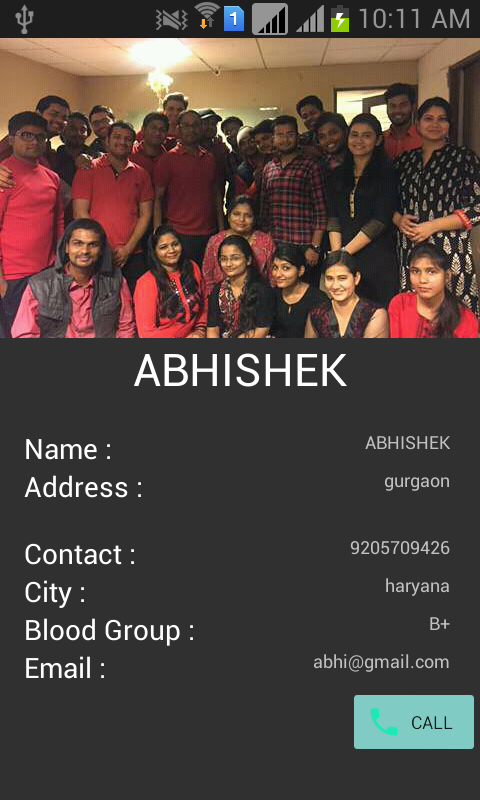 1 10:11 AM
ABHISHEK
Name : ABHISHEK
Address : gurgaon
Contact : 9205709426
City : haryana
Blood Group : B+
Email : abhi@gmail.com
CALL